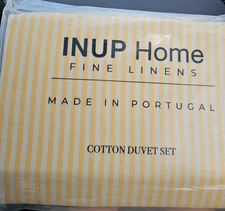 INUP Home
FINE LINENS
MADE IN PORTUGAL
COTTON DUVET SET